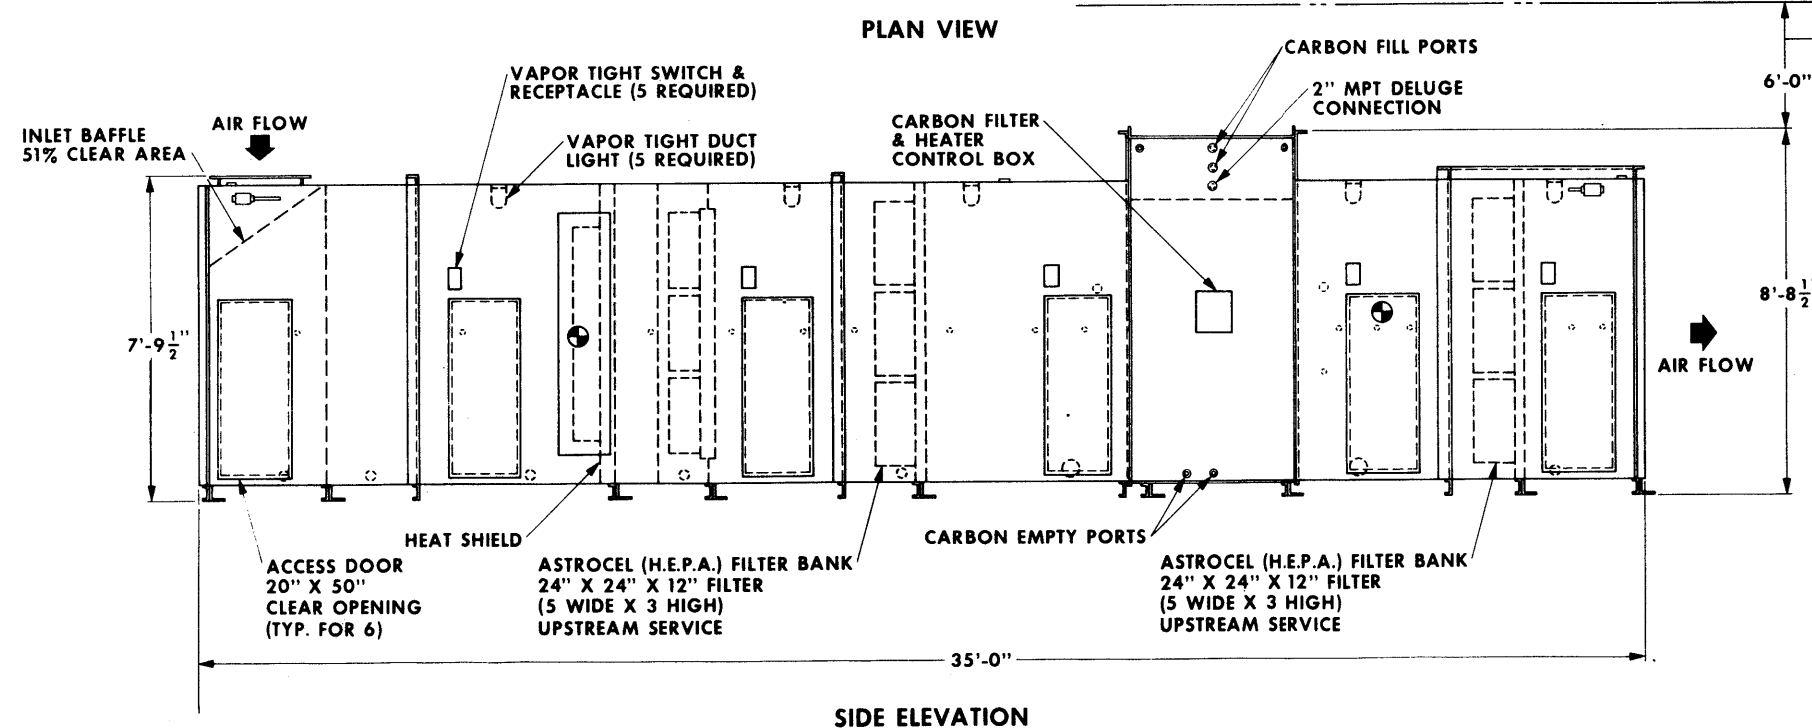 PLAN VIEW
CARBON FILL PORTS
VAPOR TIGHT SWITCH &
RECEPTACLE (5 REQUIRED)
2" MPT DELUGE
CONNECTION
6'-0"
INLET BAFFLE
51% CLEAR AREA
AIR FLOW
VAPOR TIGHT DUCT
LIGHT (5 REQUIRED)
CARBON FILTER
& HEATER
CONTROL BOX
7'-9 1/2"
8'-8 1/2"
AIR FLOW
HEAT SHIELD
CARBON EMPTY PORTS
ACCESS DOOR
20" X 50"
CLEAR OPENING
(TYP. FOR 6)
ASTROCEL (H.E.P.A.) FILTER BANK
24" X 24" X 12" FILTER
(5 WIDE X 3 HIGH)
UPSTREAM SERVICE
ASTROCEL (H.E.P.A.) FILTER BANK
24" X 24" X 12" FILTER
(5 WIDE X 3 HIGH)
UPSTREAM SERVICE
35'-0"
SIDE ELEVATION